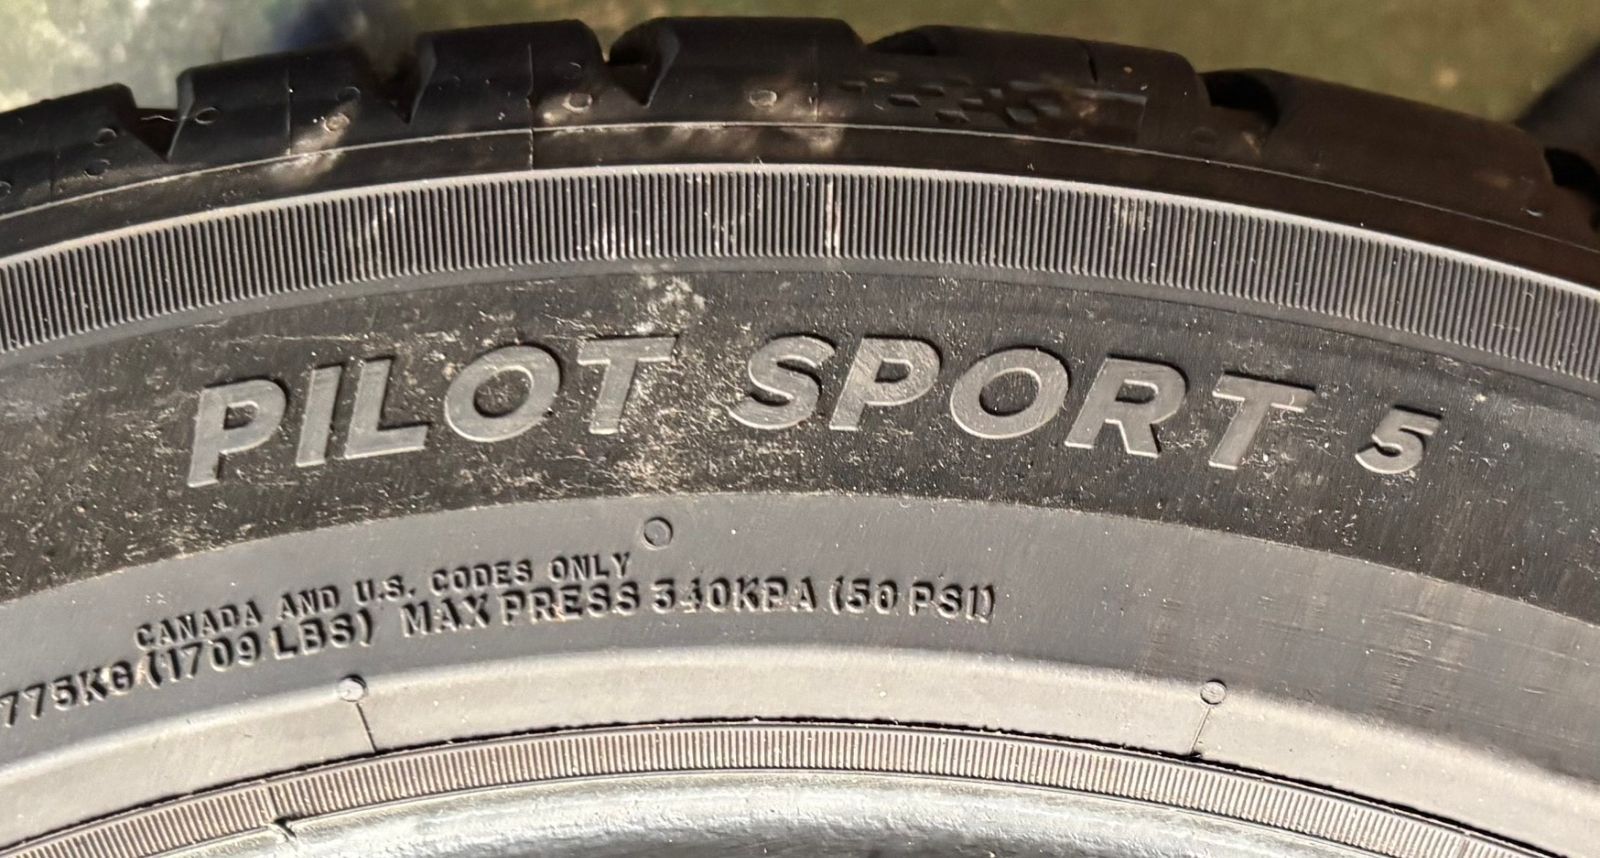 PILOT SPORT 5
CANADA AND U.S. CODES ONLY
775KG (1709 LBS) MAX PRESS 340KPA (50 PSI)